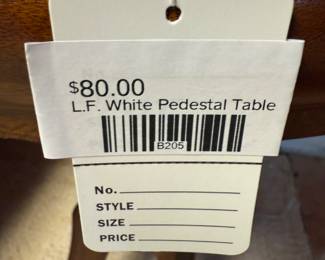 $80.00
L.F. White Pedestal Table
B205
No.
STYLE
SIZE
PRICE